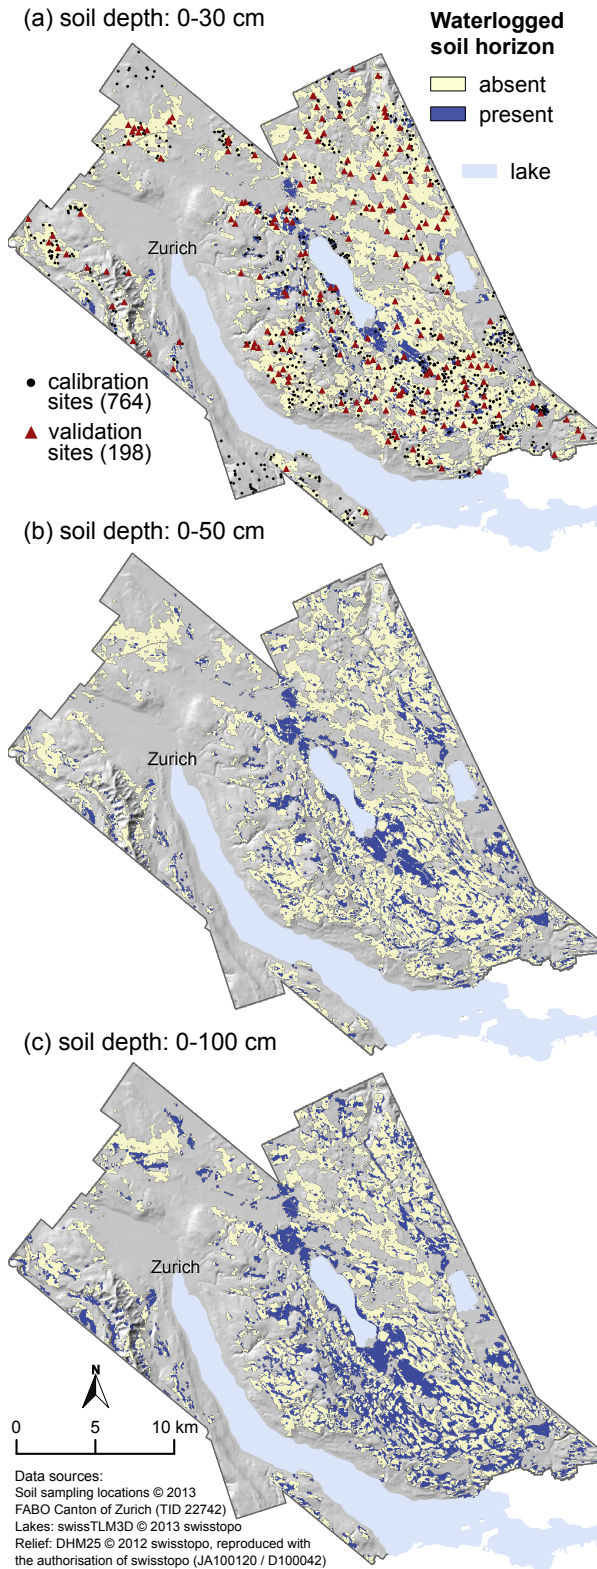 (a) soil depth: 0-30 cm
Waterlogged
soil horizon
absent
present
lake
Zurich
calibration
sites (764)
validation
sites (198)
(b) soil depth: 0-50 cm
Zurich
(c) soil depth: 0-100 cm
Zurich
N
0 5 10 km
Data sources:
Soil sampling locations © 2013
FABO Canton of Zurich (TID 22742)
Lakes: swissTLM3D © 2013 swisstopo
Relief: DHM25 © 2012 swisstopo, reproduced with
the authorisation of swisstopo (JA100120 / D100042)